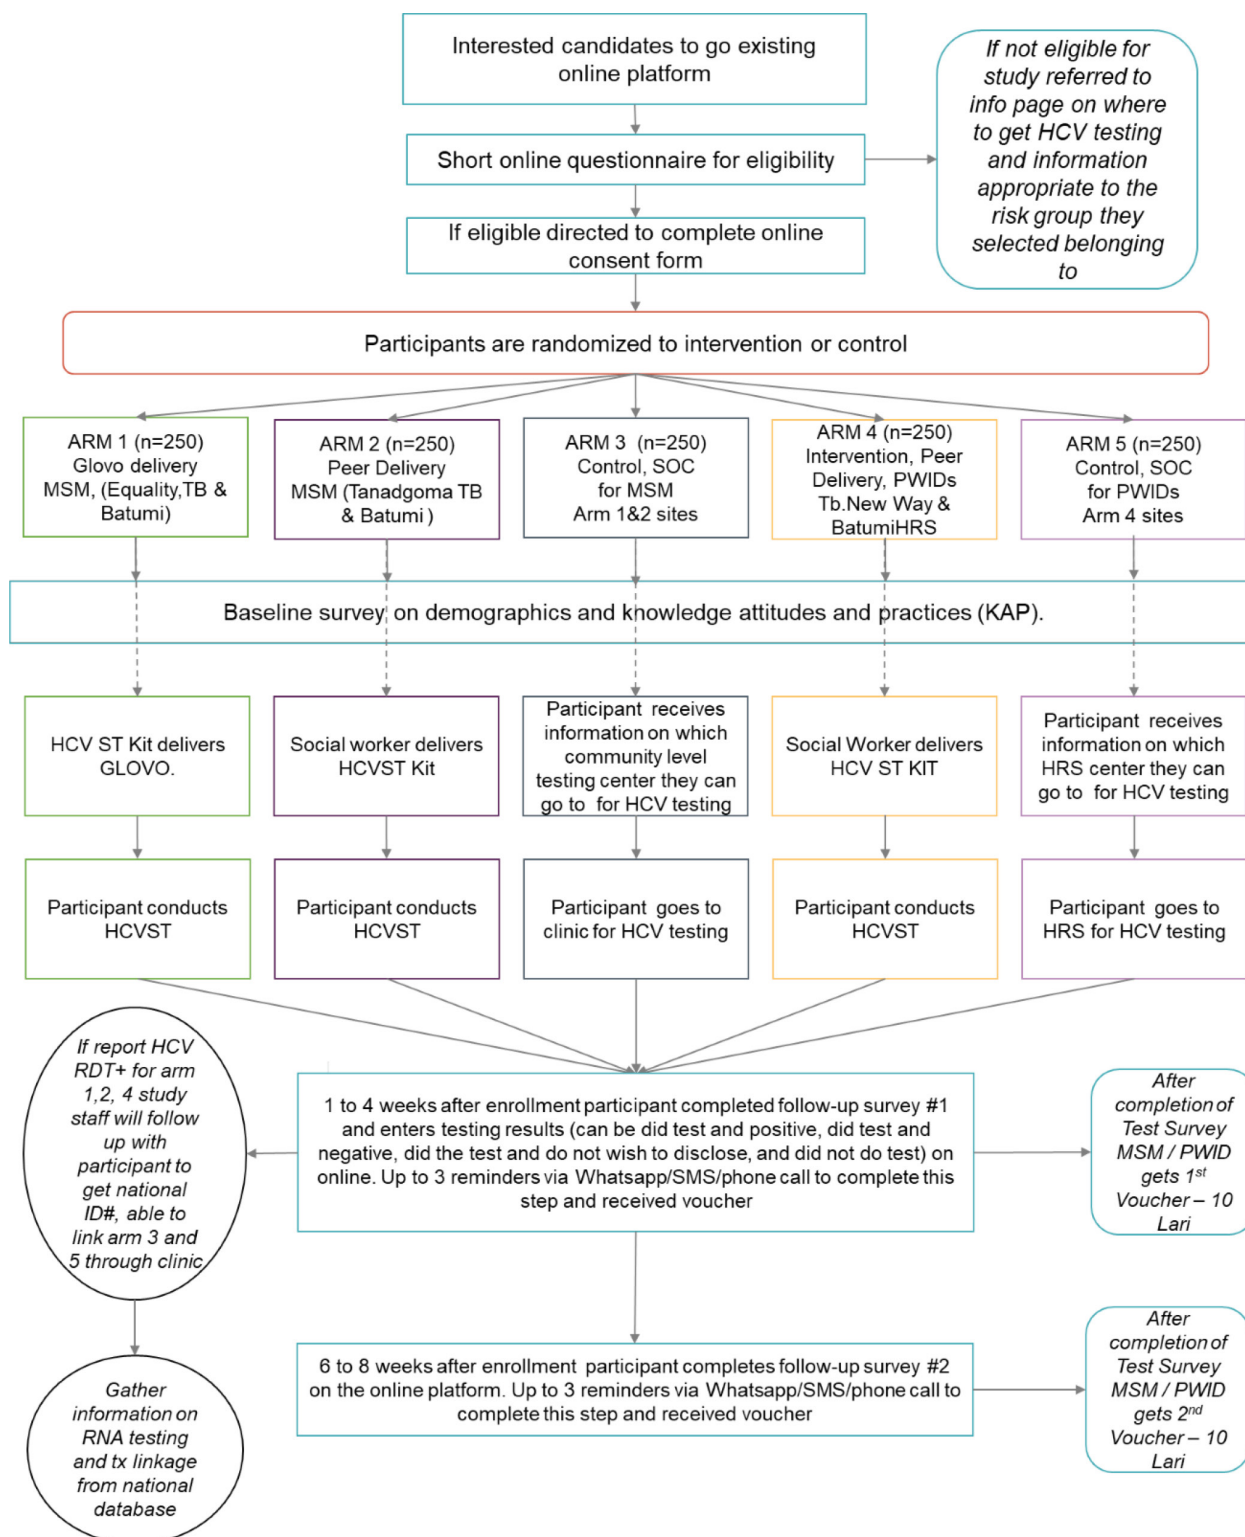 Interested candidates to go existing
online platform
If not eligible for
study referred to
info page on where
to get HCV testing
and information
appropriate to the
risk group they
selected belonging
to
Short online questionnaire for eligibility
If eligible directed to complete online
consent form
Participants are randomized to intervention or control
ARM 1 (n=250)
Glovo delivery
MSM, (Equality,TB &
Batumi)
ARM 2 (n=250)
Peer Delivery
MSM (Tanadgoma TB
& Batumi )
ARM 3 (n=250)
Control, SOC
for MSM
Arm 1&2 sites
ARM 4 (n=250)
Intervention, Peer
Delivery, PWIDs
Tb.New Way &
BatumiHRS
ARM 5 (n=250)
Control, SOC
for PWIDs
Arm 4 sites
Baseline survey on demographics and knowledge attitudes and practices (KAP).
HCV ST Kit delivers
GLOVO.
Social worker delivers
HCVST Kit
Participant receives
information on which
community level
testing center they can
go to for HCV testing
Social Worker delivers
HCV ST KIT
Participant receives
information on which
HRS center they can
go to for HCV testing
Participant conducts
HCVST
Participant conducts
HCVST
Participant goes to
clinic for HCV testing
Participant conducts
HCVST
Participant goes to
HRS for HCV testing
If report HCV
RDT+ for arm
1,2, 4 study
staff will follow
up with
participant to
get national
ID#, able to
link arm 3 and
5 through clinic
1 to 4 weeks after enrollment participant completed follow-up survey #1
and enters testing results (can be did test and positive, did test and
negative, did the test and do not wish to disclose, and did not do test) on
online. Up to 3 reminders via Whatsapp/SMS/phone call to complete this
step and received voucher
After
completion of
Test Survey
MSM / PWID
gets 1st
Voucher – 10
Lari
6 to 8 weeks after enrollment participant completes follow-up survey #2
on the online platform. Up to 3 reminders via Whatsapp/SMS/phone call to
complete this step and received voucher
After
completion of
Test Survey
MSM / PWID
gets 2nd
Voucher – 10
Lari
Gather
information on
RNA testing
and tx linkage
from national
database